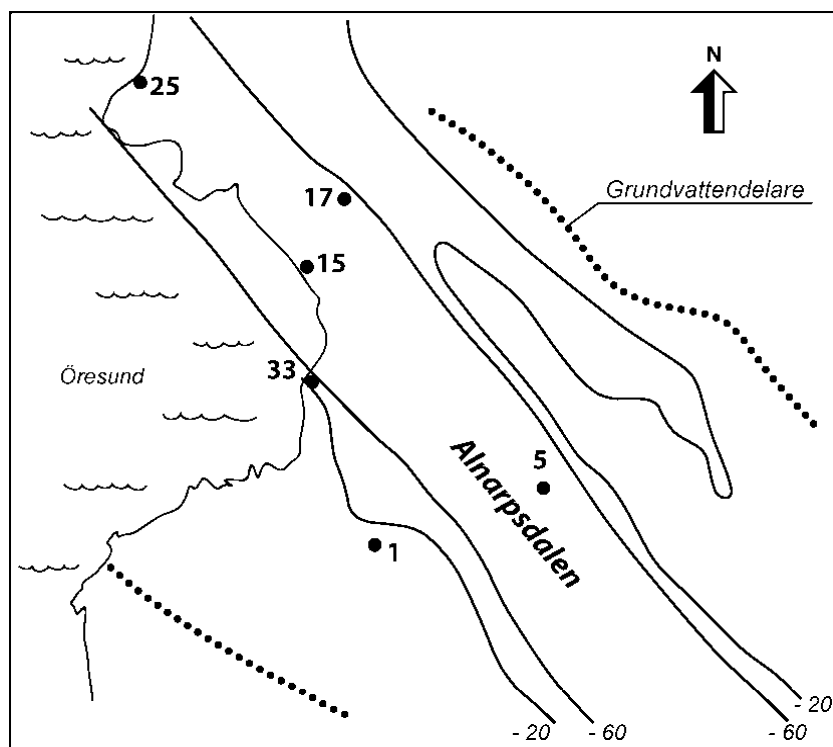 N
25
Grundvattendelare
17
15
33
Öresund
5
Alnarpsdalen
1
- 20
- 20 - 60
- 60